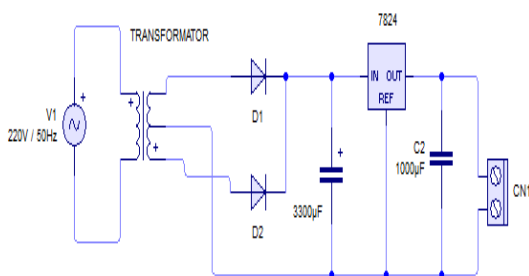 7824
TRANSFORMATOR
+
+
+
V1
220V / 50Hz
D1
IN OUT
REF
+
C2
1000µF
3300µF
D2
CN1